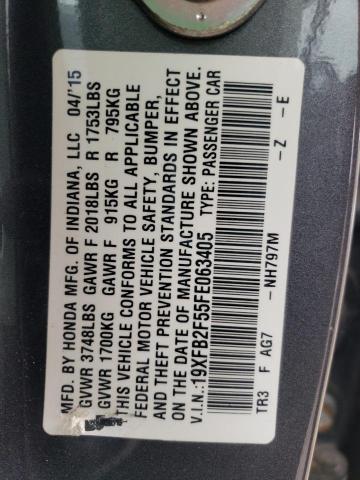 MFD. BY HONDA MFG. OF INDIANA, LLC 04/'15
GVWR 3748LBS GAWR F 2018LBS R 1753LBS
GVWR 1700KG GAWR F 915KG R 795KG
THIS VEHICLE CONFORMS TO ALL APPLICABLE
FEDERAL MOTOR VEHICLE SAFETY, BUMPER,
AND THEFT PREVENTION STANDARDS IN EFFECT
ON THE DATE OF MANUFACTURE SHOWN ABOVE.
V.I.N.:19XFB2F55FE063405 TYPE: PASSENGER CAR
TR3 F AG7 -NH797M -Z -E